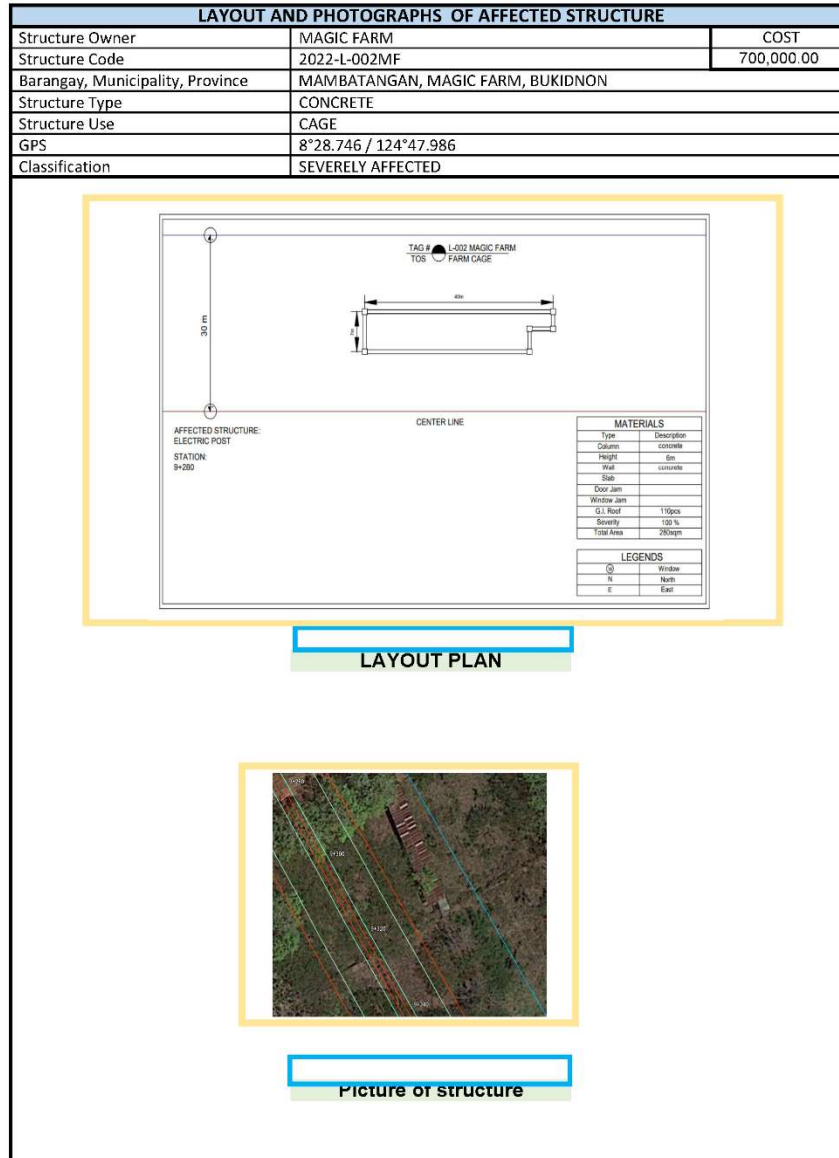 LAYOUT AND PHOTOGRAPHS OF AFFECTED STRUCTURE
Structure Owner MAGIC FARM COST
Structure Code 2022-L-002MF 700,000.00
Barangay, Municipality, Province MAMBATANGAN, MAGIC FARM, BUKIDNON
Structure Type CONCRETE
Structure Use CAGE
GPS 8°28.746 / 124°47.986
Classification SEVERELY AFFECTED
TAG # L-002 MAGIC FARM
TOS FARM CAGE
40m
7m
30 m
CENTER LINE
AFFECTED STRUCTURE:
ELECTRIC POST
STATION:
9+280
MATERIALS
Type Description
Column concrete
Height 6m
Wall concrete
Slab
Door Jam
Window Jam
G.I. Roof 110pcs
Severity 100 %
Total Area 280sqm
LEGENDS
W Window
N North
E East
LAYOUT PLAN
9+300
9+320
9+340
Picture of structure